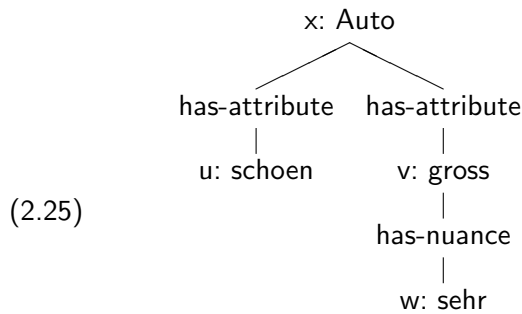 x: Auto
has-attribute has-attribute
u: schoen v: gross
(2.25)
has-nuance
w: sehr